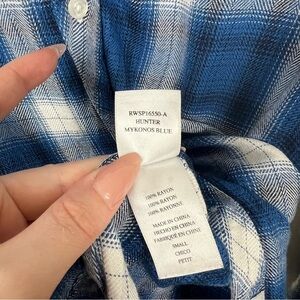 RWSP16550-A
HUNTER
MYKONOS BLUE
100% RAYON
100% RAYON
100% RAYONNE
MADE IN CHINA
HECHO EN CHINA
FABRIQUÉ EN CHINE
SMALL
CHICO
PETIT